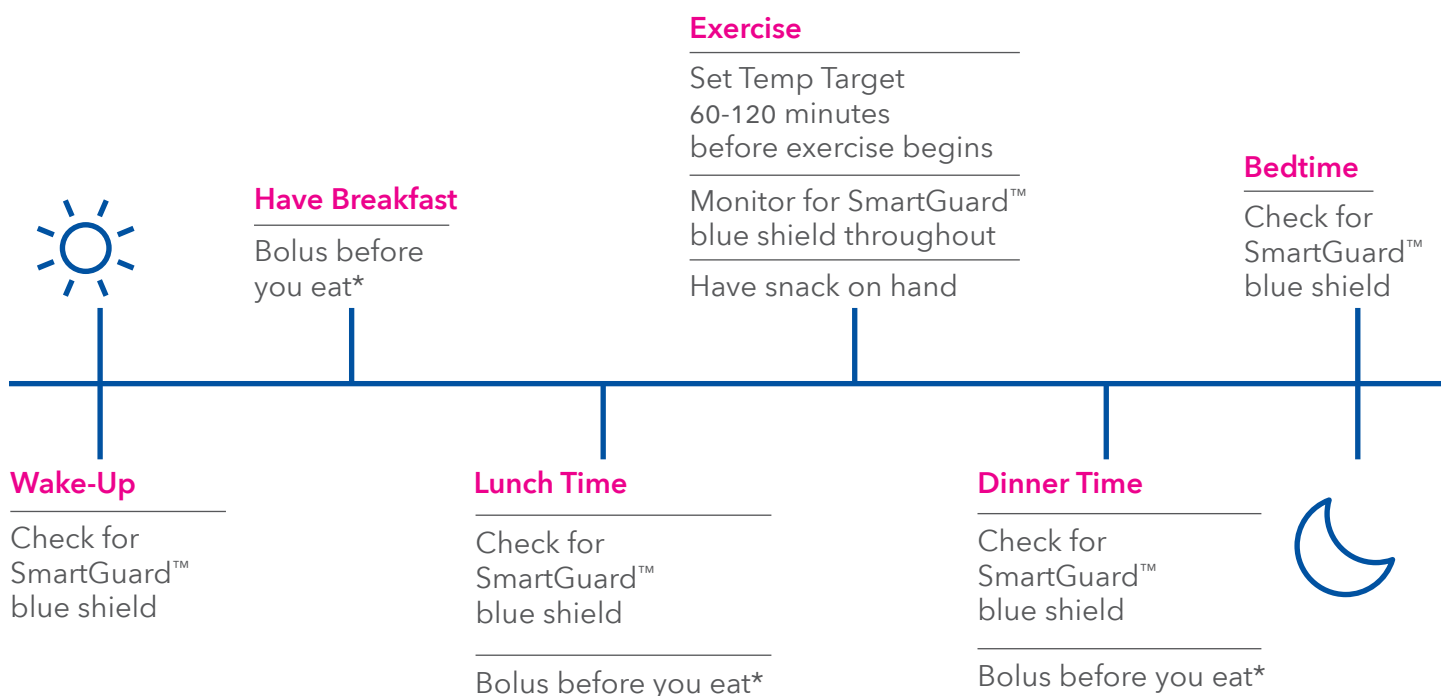 Wake-Up
Check for
SmartGuard™
blue shield
Have Breakfast
Bolus before
you eat*
Lunch Time
Check for
SmartGuard™
blue shield
Bolus before you eat*
Exercise
Set Temp Target
60-120 minutes
before exercise begins
Monitor for SmartGuard™
blue shield throughout
Have snack on hand
Dinner Time
Check for
SmartGuard™
blue shield
Bolus before you eat*
Bedtime
Check for
SmartGuard™
blue shield